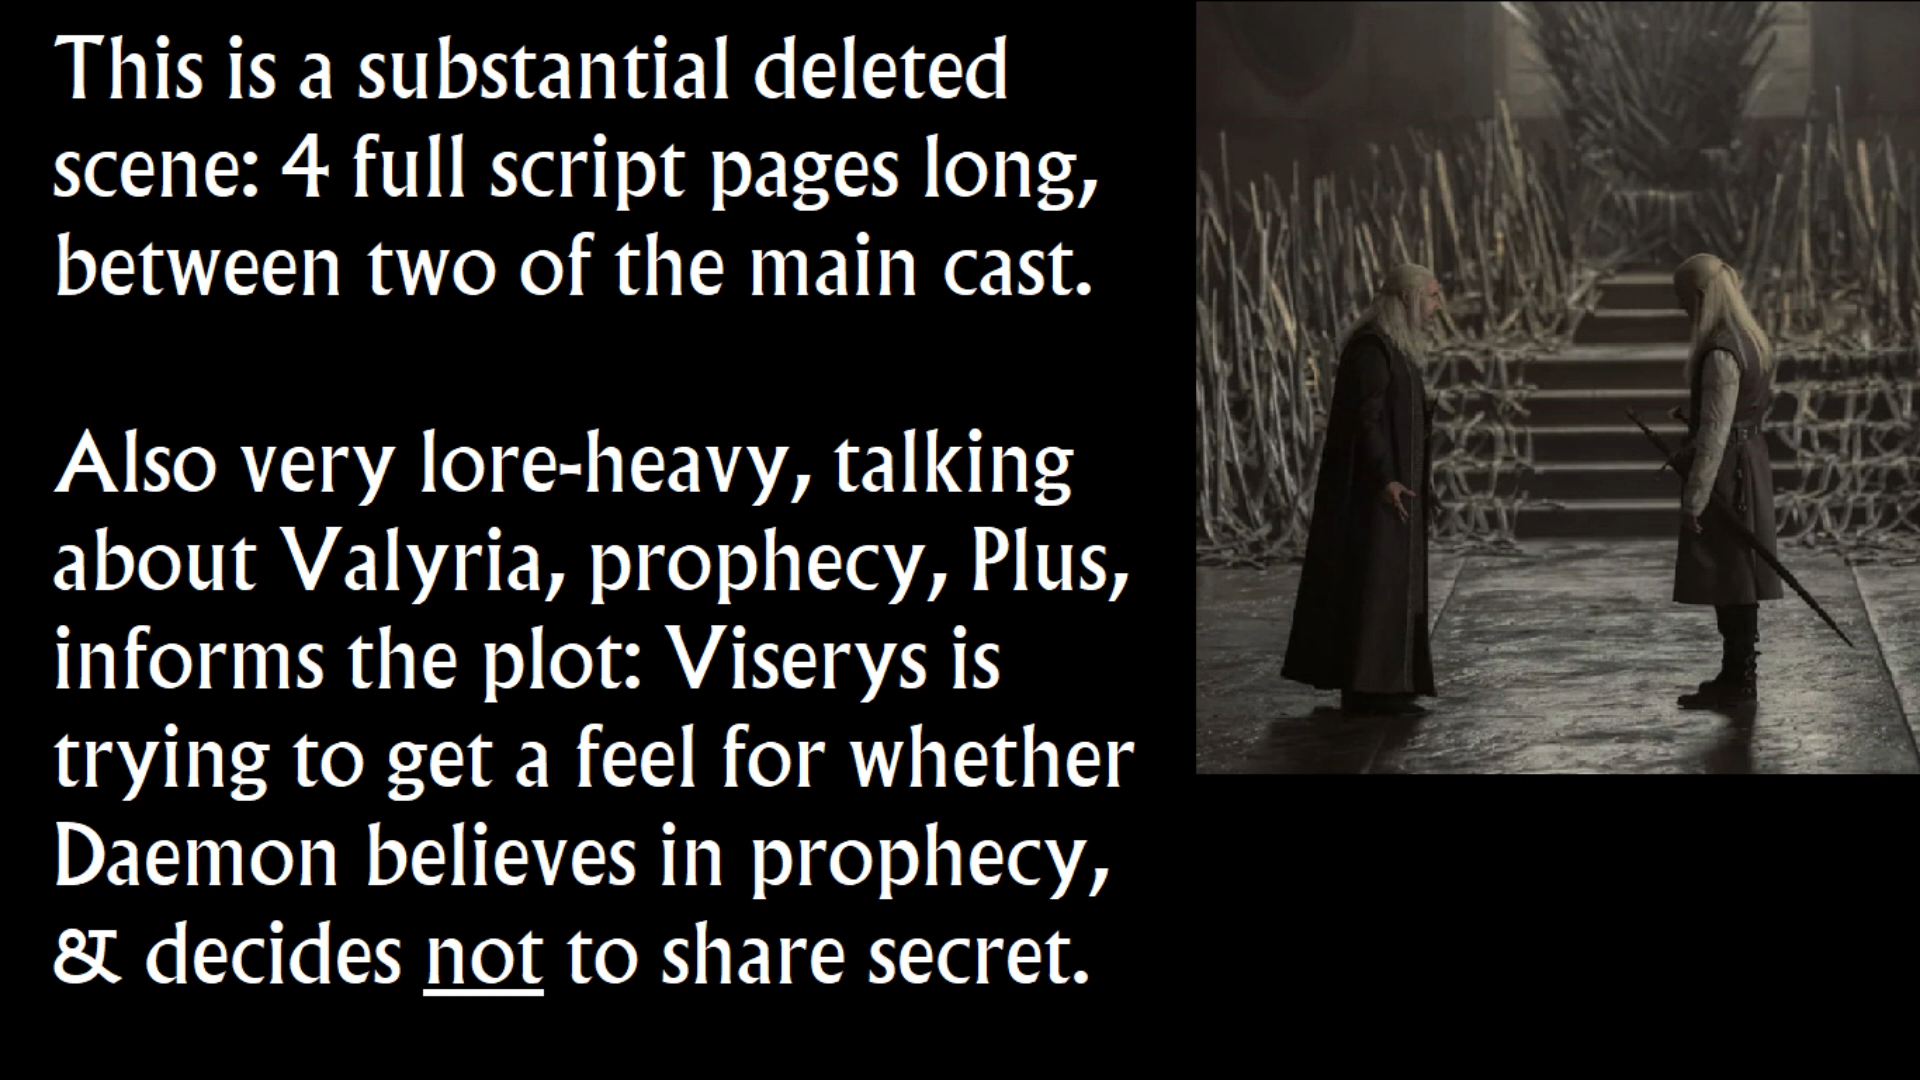 This is a substantial deleted
scene: 4 full script pages long,
between two of the main cast.
Also very lore-heavy, talking
about Valyria, prophecy, Plus,
informs the plot: Viserys is
trying to get a feel for whether
Daemon believes in prophecy,
& decides not to share secret.